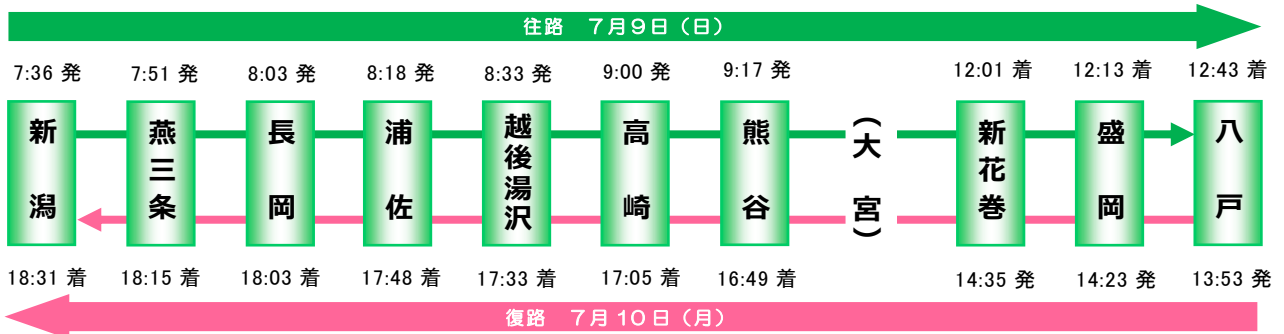 往路　7月9日（日）
7:36 発　7:51 発　8:03 発　8:18 発　8:33 発　9:00 発　9:17 発　12:01 着　12:13 着　12:43 着
新潟　燕三条　長岡　浦佐　越後湯沢　高崎　熊谷　（大宮）　新花巻　盛岡　八戸
18:31 着　18:15 着　18:03 着　17:48 着　17:33 着　17:05 着　16:49 着　14:35 発　14:23 発　13:53 発
復路　7月10日（月）